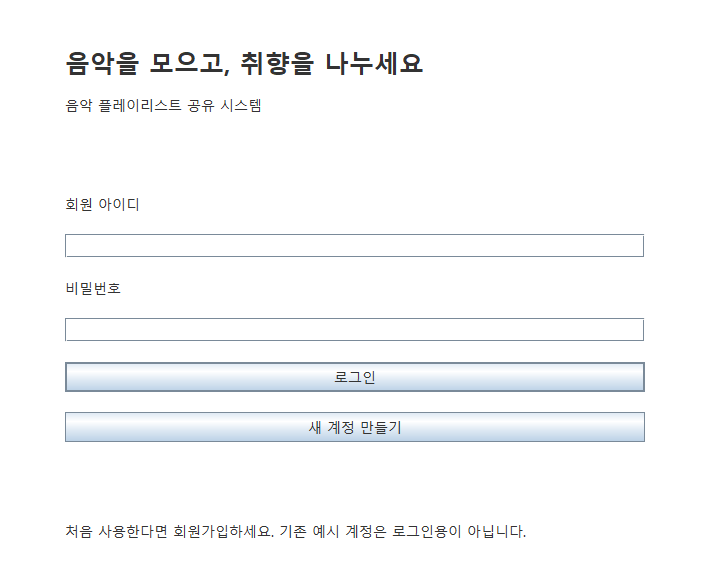 음악을 모으고, 취향을 나누세요
음악 플레이리스트 공유 시스템
회원 아이디
비밀번호
로그인
새 계정 만들기
처음 사용한다면 회원가입하세요. 기존 예시 계정은 로그인용이 아닙니다.